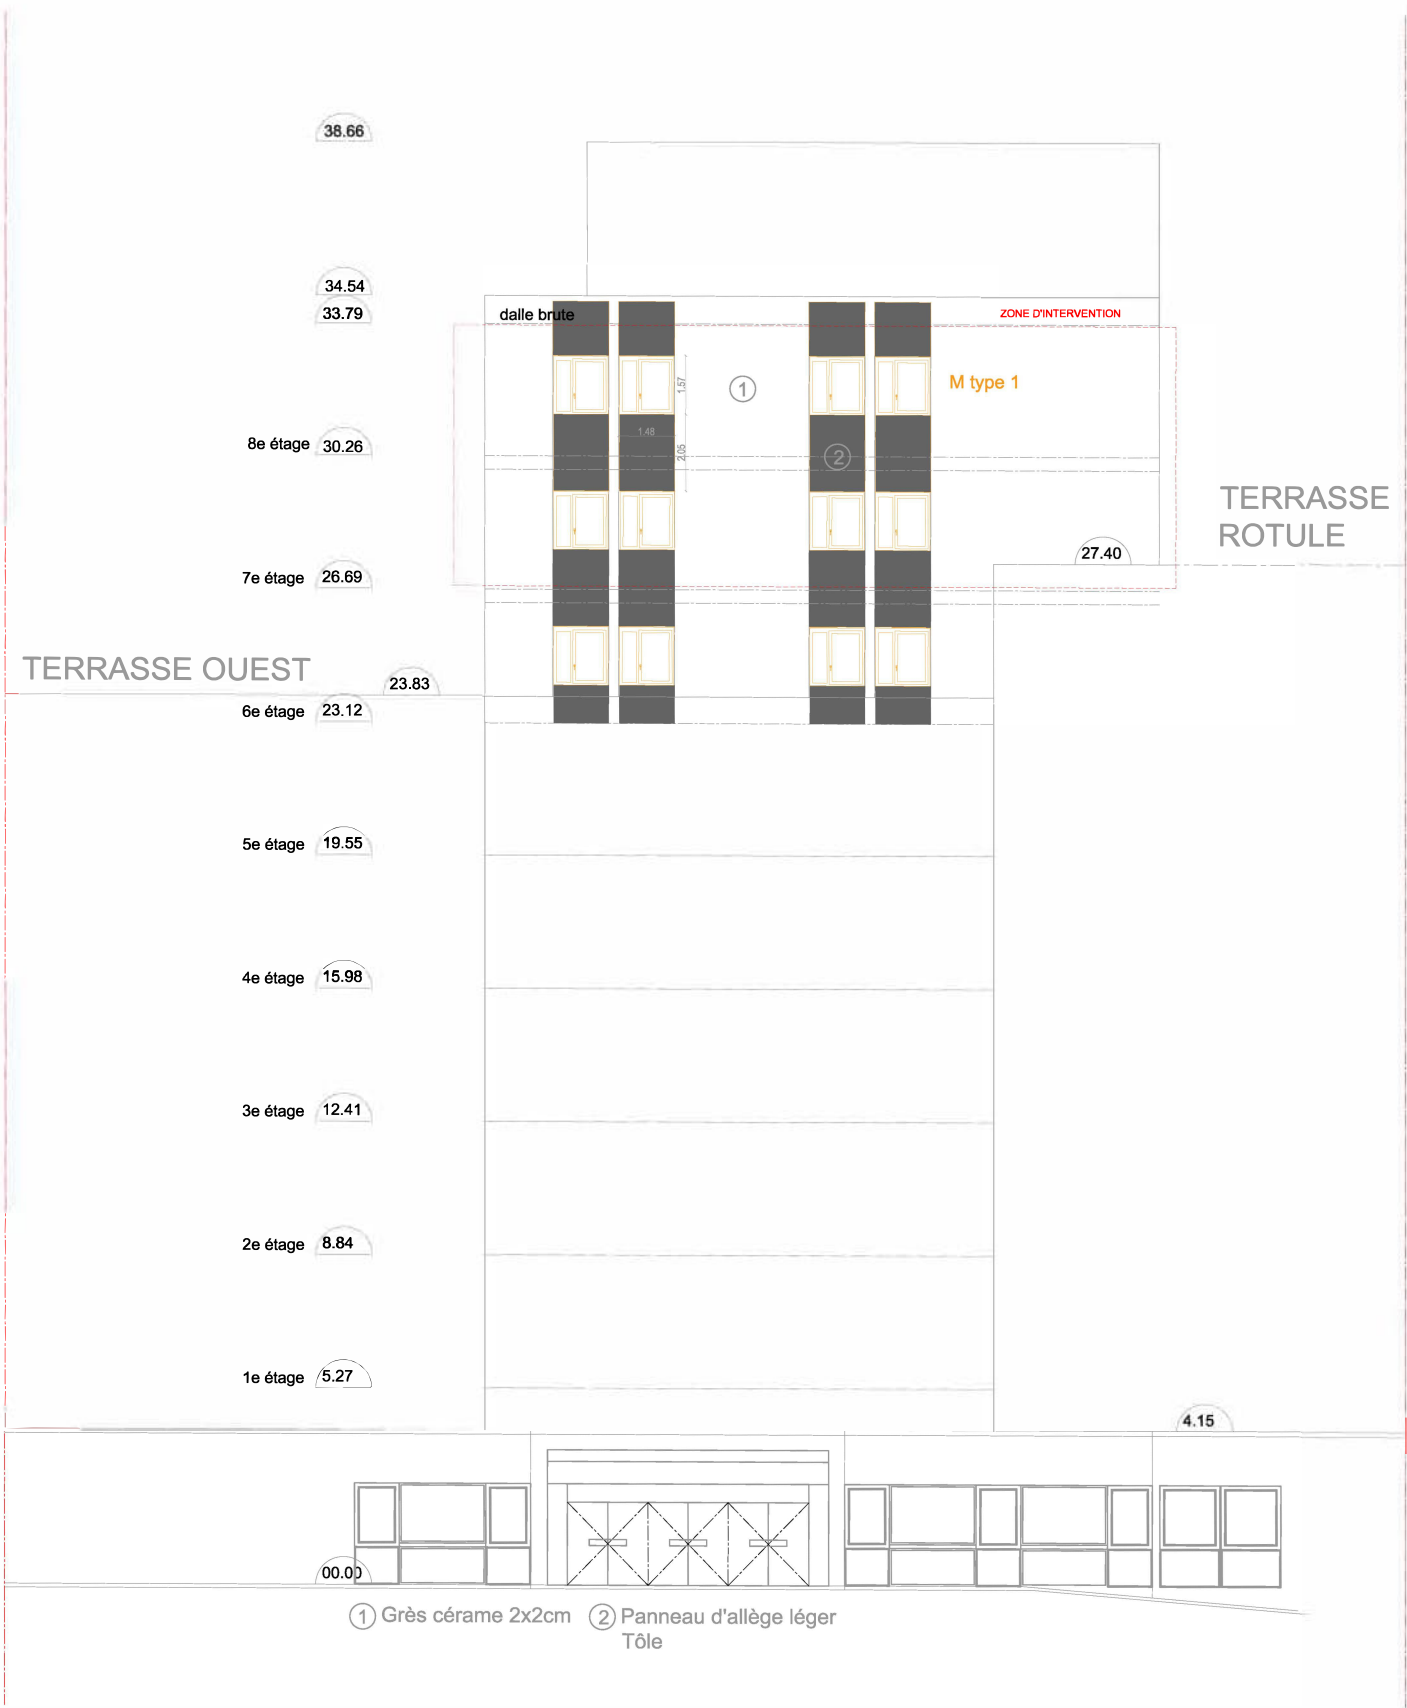 38.66
34.54
33.79
dalle brute
ZONE D'INTERVENTION
1.57
1
M type 1
8e étage 30.26
1.48
2.05
2
TERRASSE
ROTULE
27.40
7e étage 26.69
TERRASSE OUEST
23.83
6e étage 23.12
5e étage 19.55
4e étage 15.98
3e étage 12.41
2e étage 8.84
1e étage 5.27
4.15
00.00
1 Grès cérame 2x2cm
2 Panneau d'allège léger
Tôle